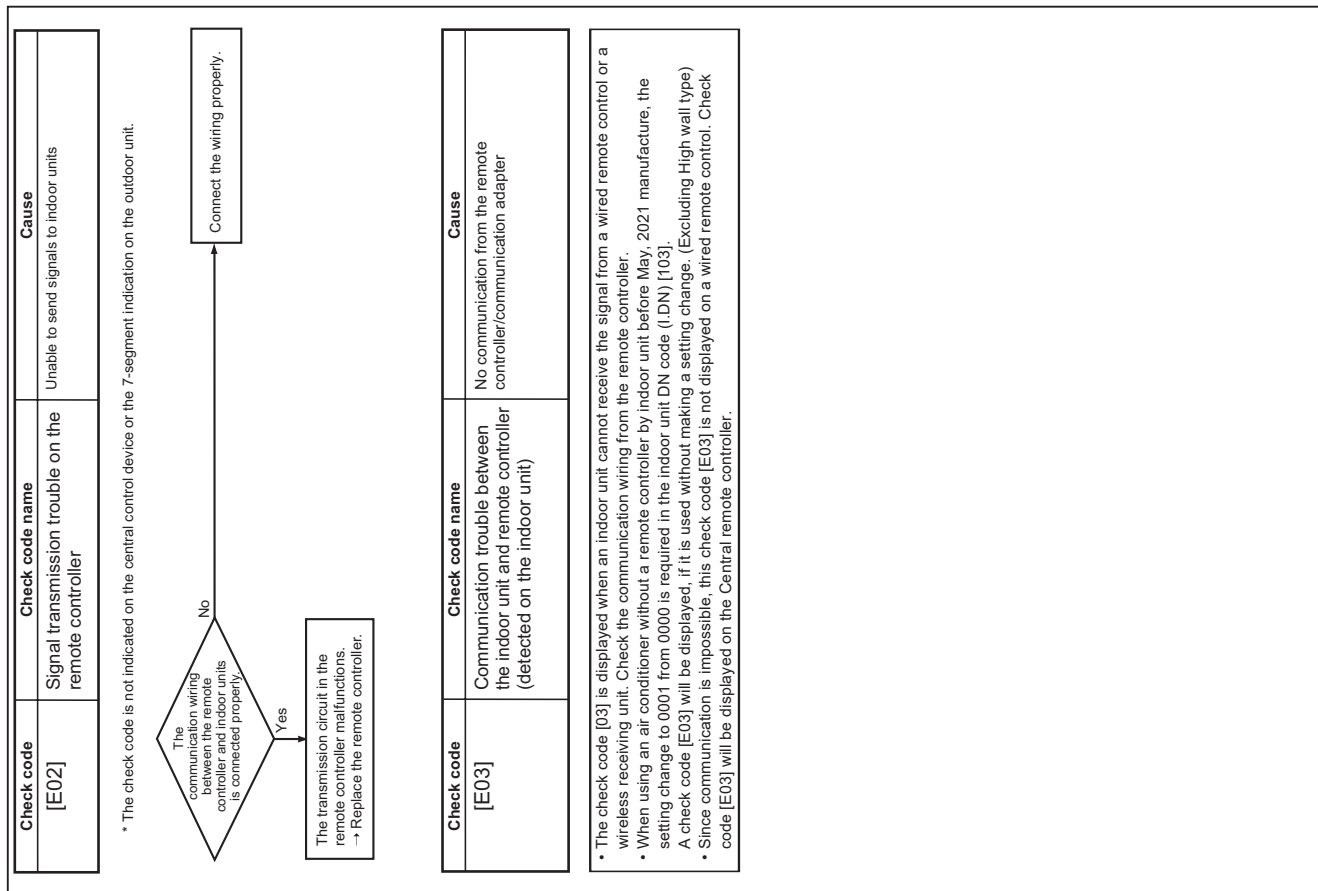 Check code
Check code name
Cause
[E02]
Signal transmission trouble on the
remote controller
Unable to send signals to indoor units
* The check code is not indicated on the central control device or the 7-segment indication on the outdoor unit.
The
communication wiring
between the remote
controller and indoor units
is connected properly.
No
Connect the wiring properly.
Yes
The transmission circuit in the
remote controller malfunctions.
→ Replace the remote controller.
Check code
Check code name
Cause
[E03]
Communication trouble between
the indoor unit and remote controller
(detected on the indoor unit)
No communication from the remote
controller/communication adapter
• The check code [03] is displayed when an indoor unit cannot receive the signal from a wired remote control or a
wireless receiving unit. Check the communication wiring from the remote controller.
• When using an air conditioner without a remote controller by indoor unit before May, 2021 manufacture, the
setting change to 0001 from 0000 is required in the indoor unit DN code (I.DN) [103].
A check code [E03] will be displayed, if it is used without making a setting change. (Excluding High wall type)
• Since communication is impossible, this check code [E03] is not displayed on a wired remote control. Check
code [E03] will be displayed on the Central remote controller.